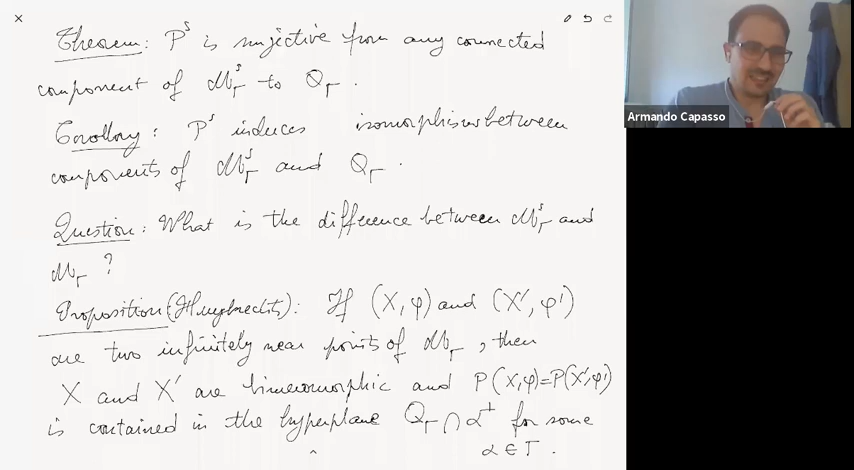 Theorem: P^s is surjective from any connected
component of M_Γ^s to Q_Γ.
Corollary: P^s induces isomorphisms between
components of M_Γ^s and Q_Γ.
Question: What is the difference between M_Γ^s and
M_Γ?
Proposition (Huybrechts): If (X, φ) and (X', φ')
are two infinitely near points of M_Γ, then
X and X' are bimeromorphic and P(X,φ)=P(X',φ')
is contained in the hyperplane Q_Γ ∩ α^⊥ for some
α ∈ Γ.
Armando Capasso